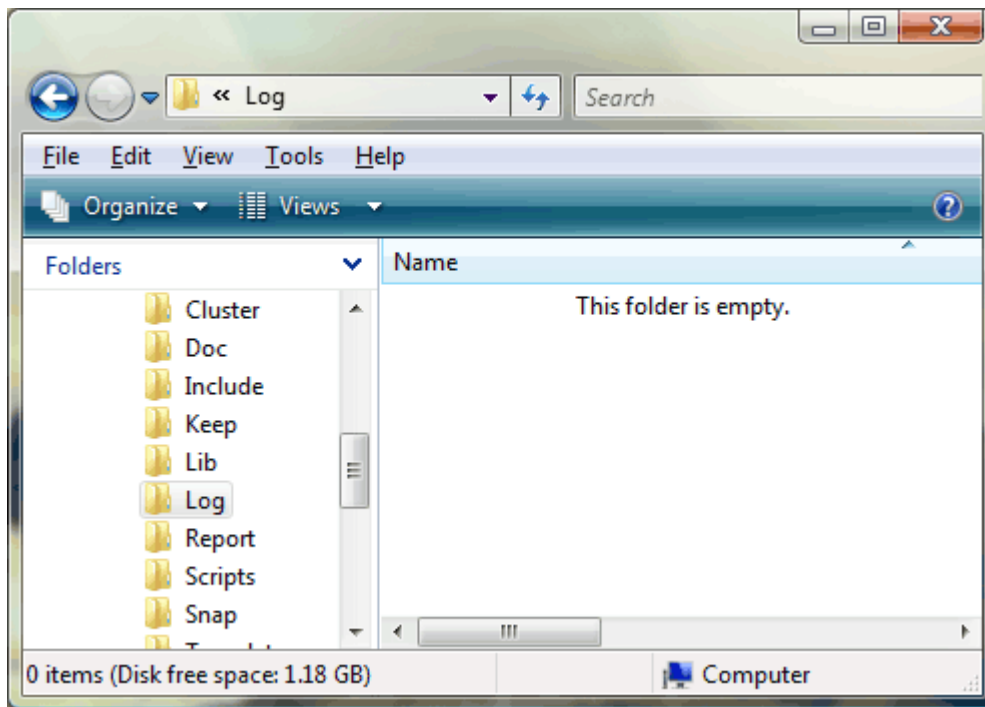 « Log
Search
File Edit View Tools Help
Organize Views
Folders
Name
This folder is empty.
Cluster
Doc
Include
Keep
Lib
Log
Report
Scripts
Snap
0 items (Disk free space: 1.18 GB)
Computer